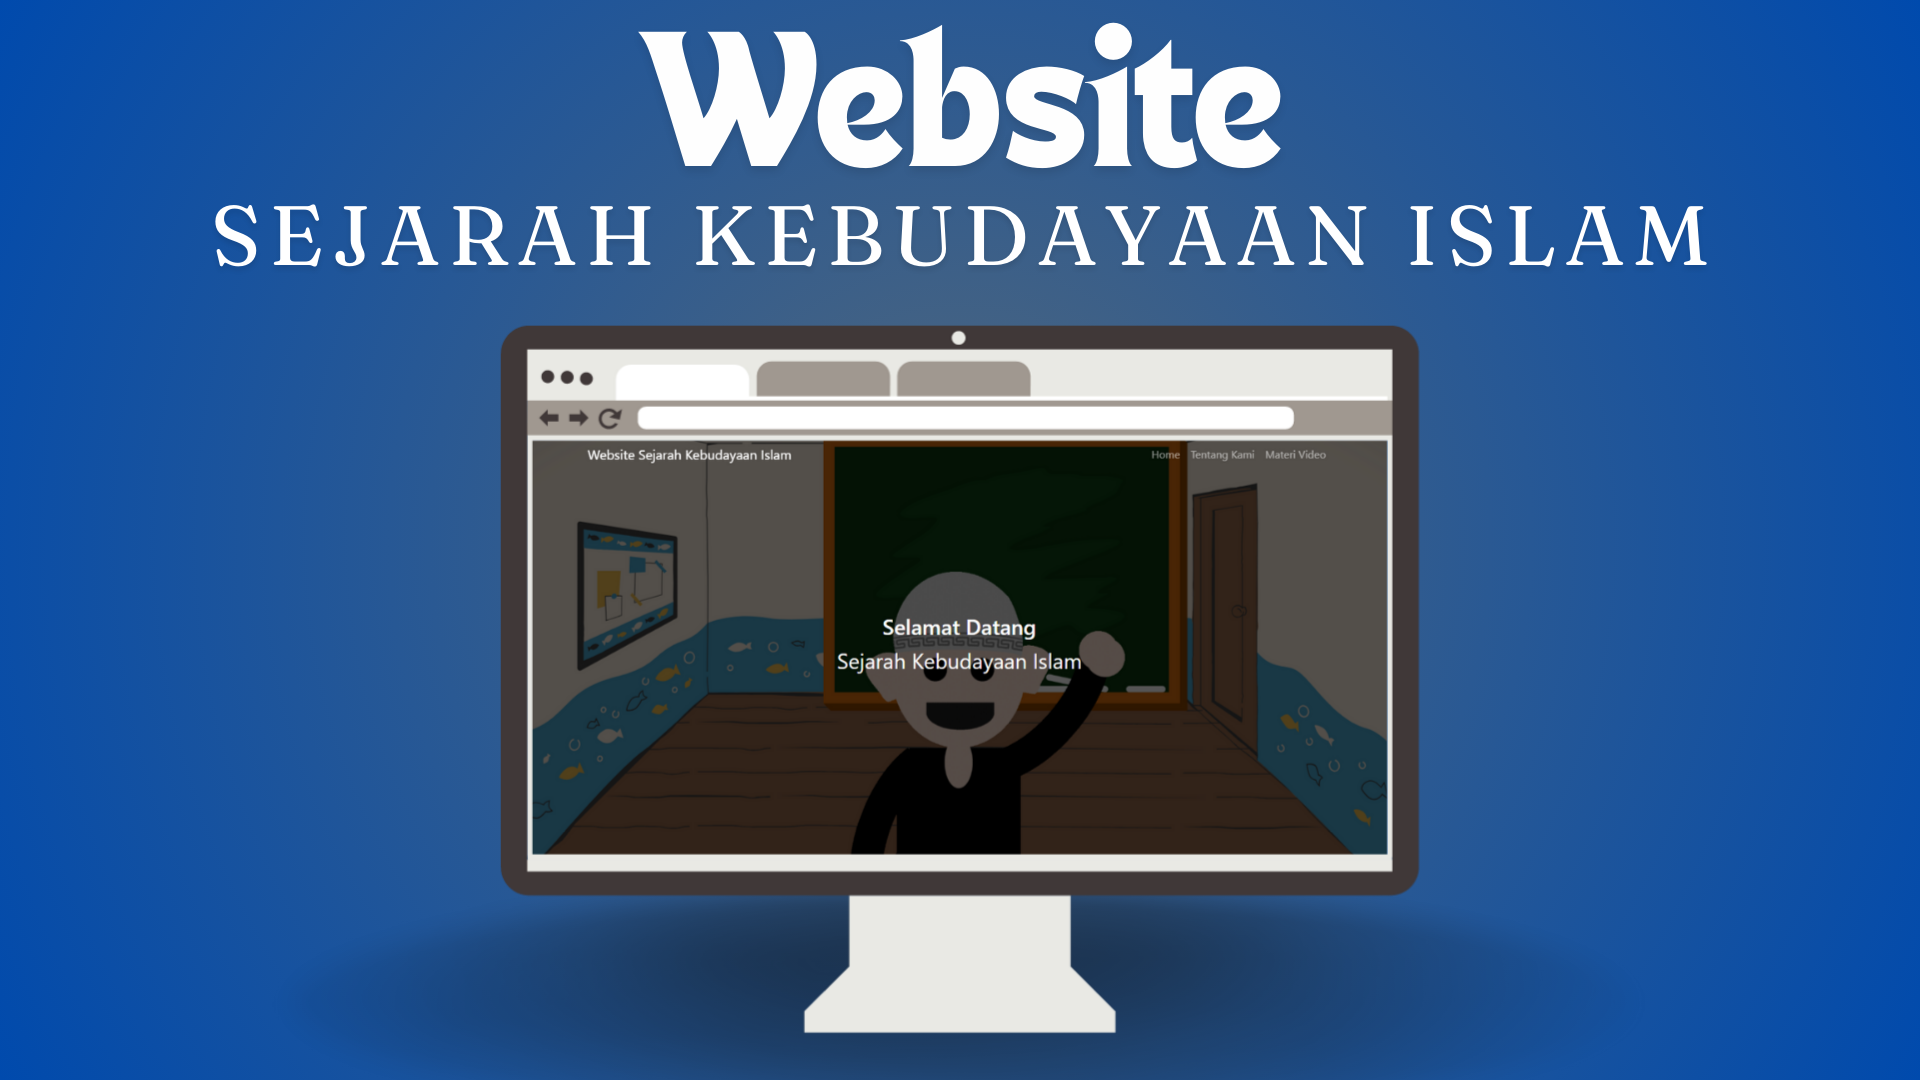 Website
SEJARAH KEBUDAYAAN ISLAM
Website Sejarah Kebudayaan Islam
Home Tentang Kami Materi Video
Selamat Datang
Sejarah Kebudayaan Islam